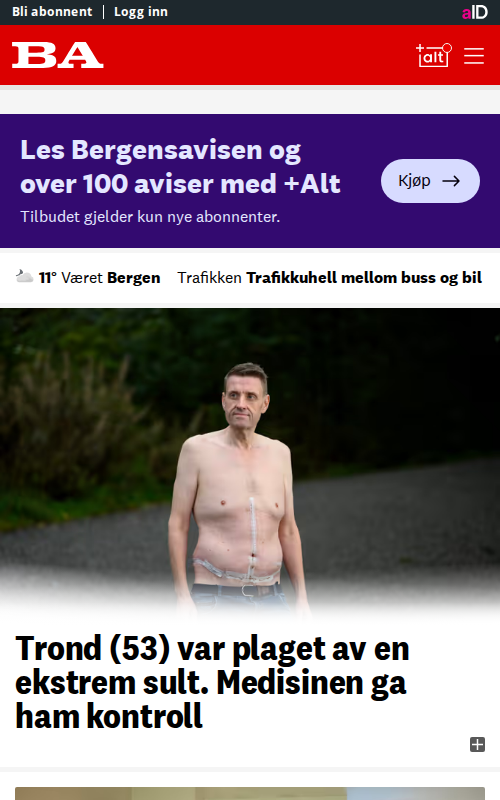 Bli abonnent | Logg inn aID
BA +alt
Les Bergensavisen og
over 100 aviser med +Alt
Kjøp →
Tilbudet gjelder kun nye abonnenter.
11° Været Bergen Trafikken Trafikkuhell mellom buss og bil
Trond (53) var plaget av en
ekstrem sult. Medisinen ga
ham kontroll